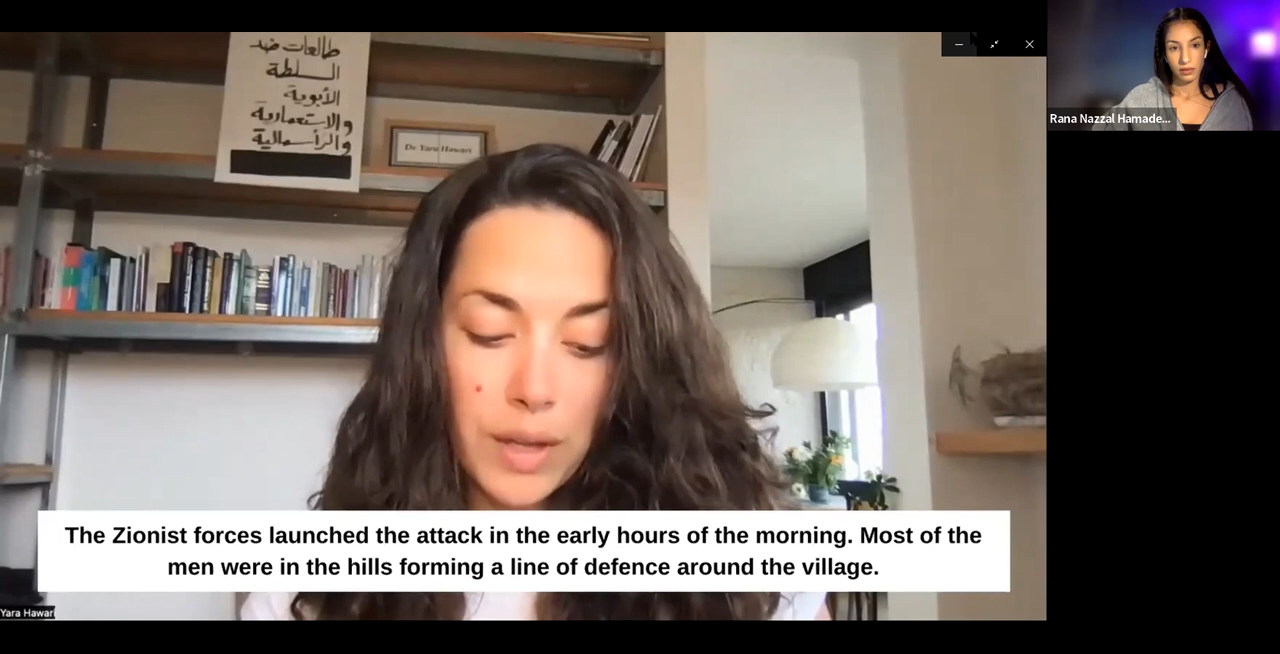 طالعات ضد
السلطة
الأبوية
والاستعمارية
والرأسمالية
Dr. Yara Hawari
Rana Nazzal Hamade...
The Zionist forces launched the attack in the early hours of the morning. Most of the
men were in the hills forming a line of defence around the village.
Yara Hawari